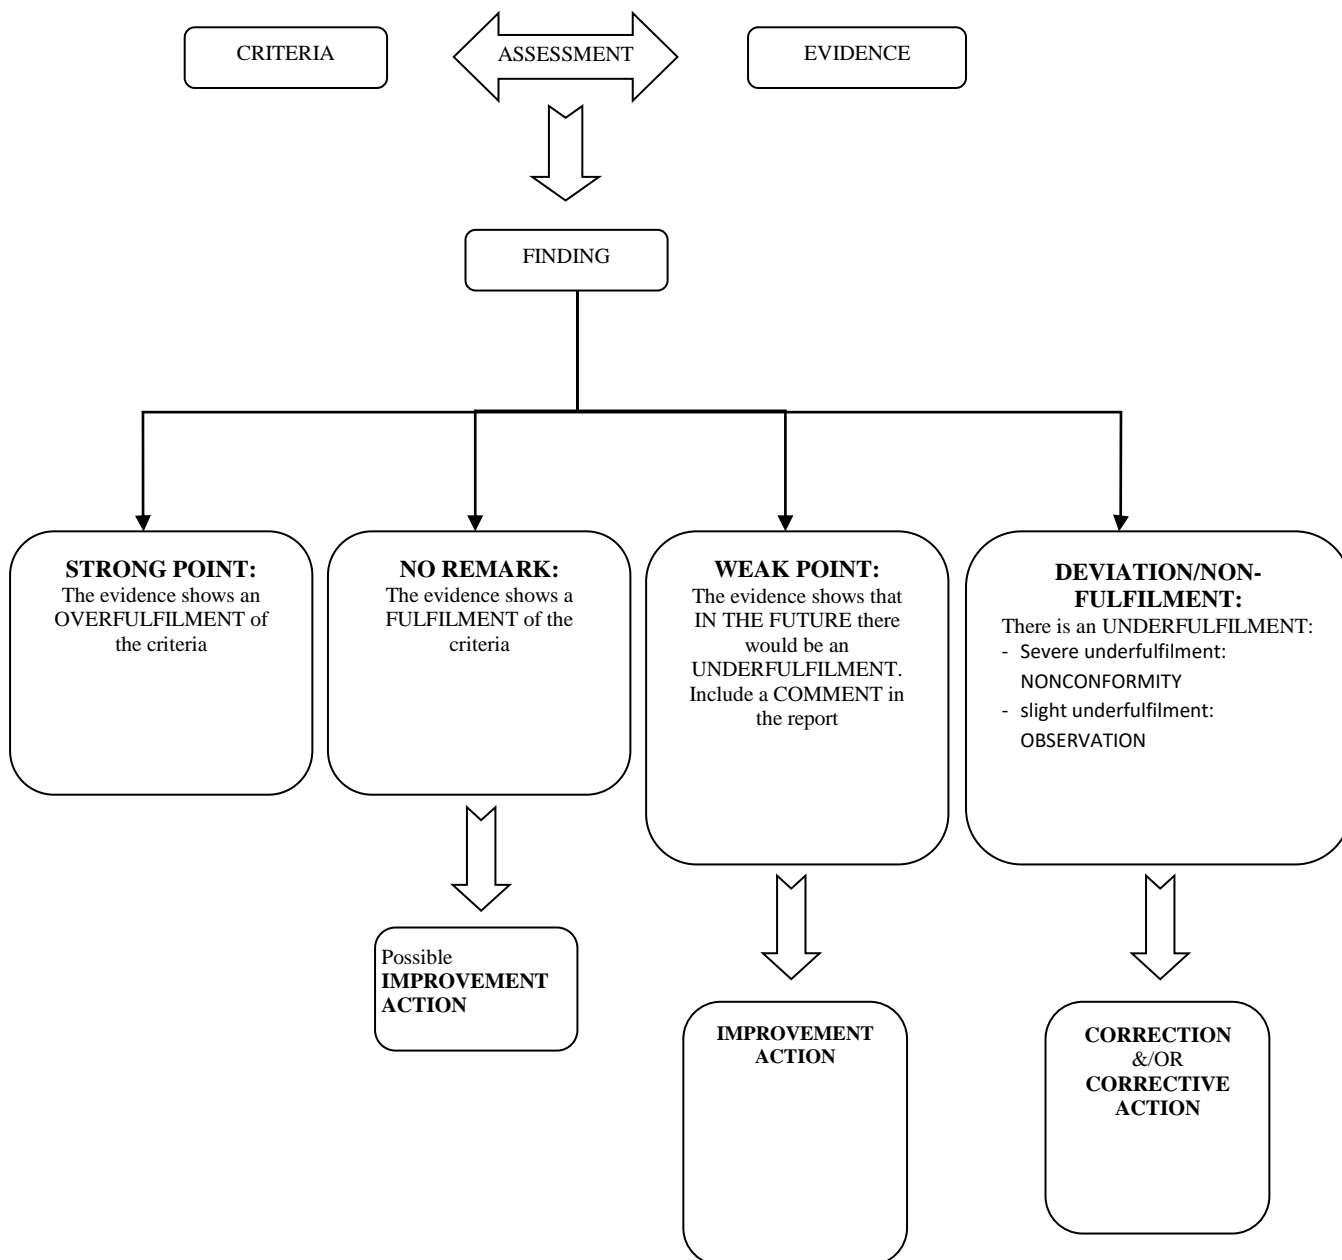 CRITERIA
ASSESSMENT
EVIDENCE
FINDING
STRONG POINT:
The evidence shows an
OVERFULFILMENT of
the criteria
NO REMARK:
The evidence shows a
FULFILMENT of the
criteria
WEAK POINT:
The evidence shows that
IN THE FUTURE there
would be an
UNDERFULFILMENT.
Include a COMMENT in
the report
DEVIATION/NON-
FULFILMENT:
There is an UNDERFULFILMENT:
- Severe underfulfilment:
NONCONFORMITY
- slight underfulfilment:
OBSERVATION
Possible
IMPROVEMENT
ACTION
IMPROVEMENT
ACTION
CORRECTION
&/OR
CORRECTIVE
ACTION